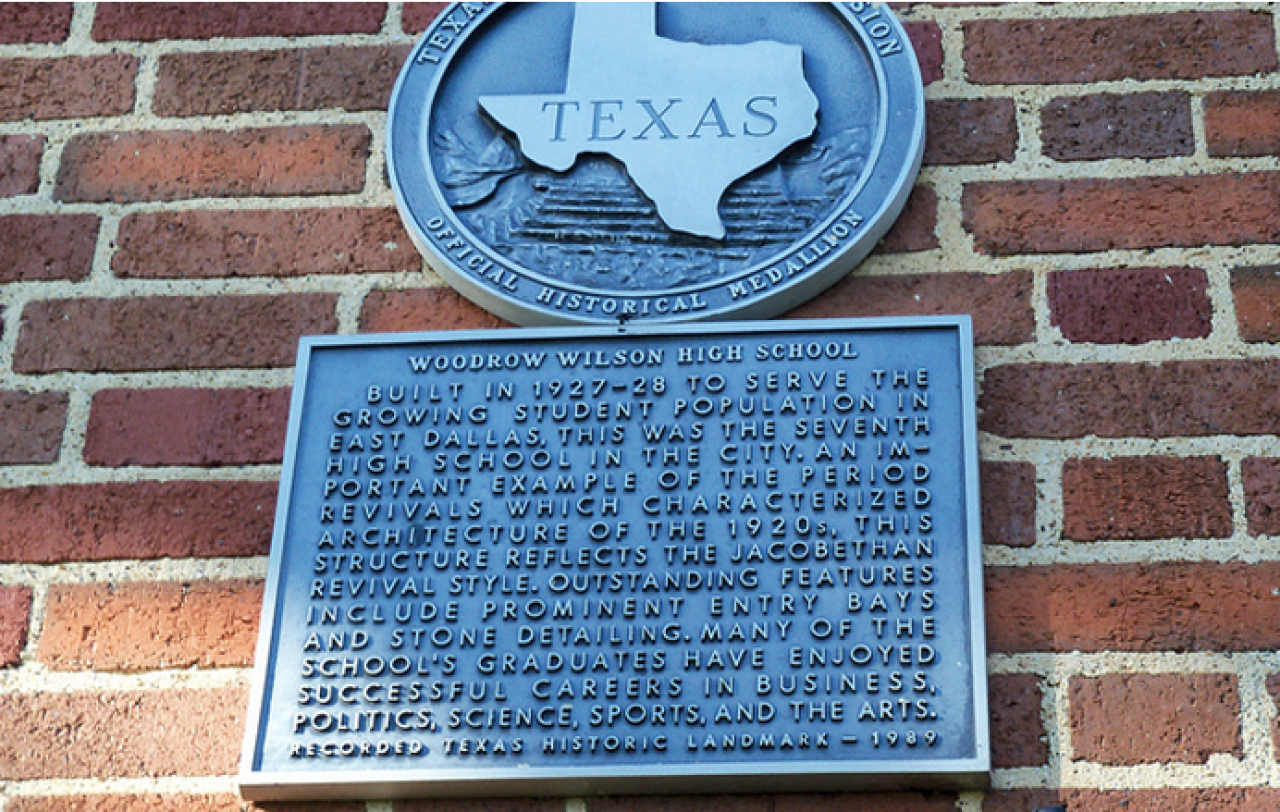 TEXA
SION
TEXAS
OFFICIAL HISTORICAL MEDALLION
WOODROW WILSON HIGH SCHOOL
BUILT IN 1927-28 TO SERVE THE
GROWING STUDENT POPULATION IN
EAST DALLAS, THIS WAS THE SEVENTH
HIGH SCHOOL IN THE CITY. AN IM-
PORTANT EXAMPLE OF THE PERIOD
REVIVALS WHICH CHARACTERIZED
ARCHITECTURE OF THE 1920s, THIS
STRUCTURE REFLECTS THE JACOBETHAN
REVIVAL STYLE. OUTSTANDING FEATURES
INCLUDE PROMINENT ENTRY BAYS
AND STONE DETAILING. MANY OF THE
SCHOOL'S GRADUATES HAVE ENJOYED
SUCCESSFUL CAREERS IN BUSINESS,
POLITICS, SCIENCE, SPORTS, AND THE ARTS.
RECORDED TEXAS HISTORIC LANDMARK - 1989